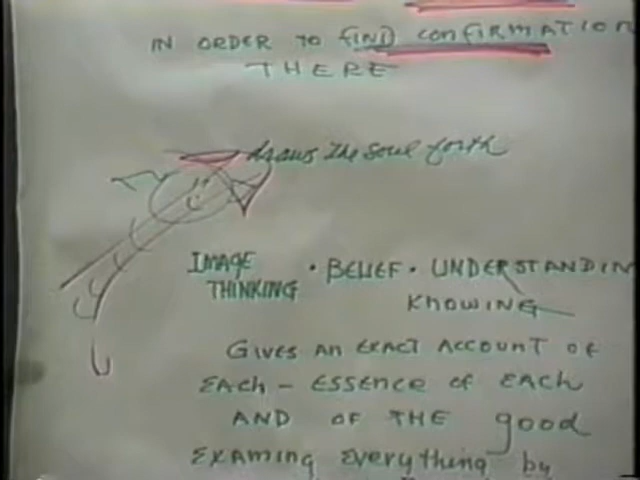 IN ORDER TO FIND CONFIRMATION
THERE
draws the soul forth
IMAGE THINKING • BELIEF • UNDERSTANDIN
KNOWING
GIVES AN EXACT ACCOUNT OF
EACH – ESSENCE OF EACH
AND OF THE good
EXAMING EVERYthING by